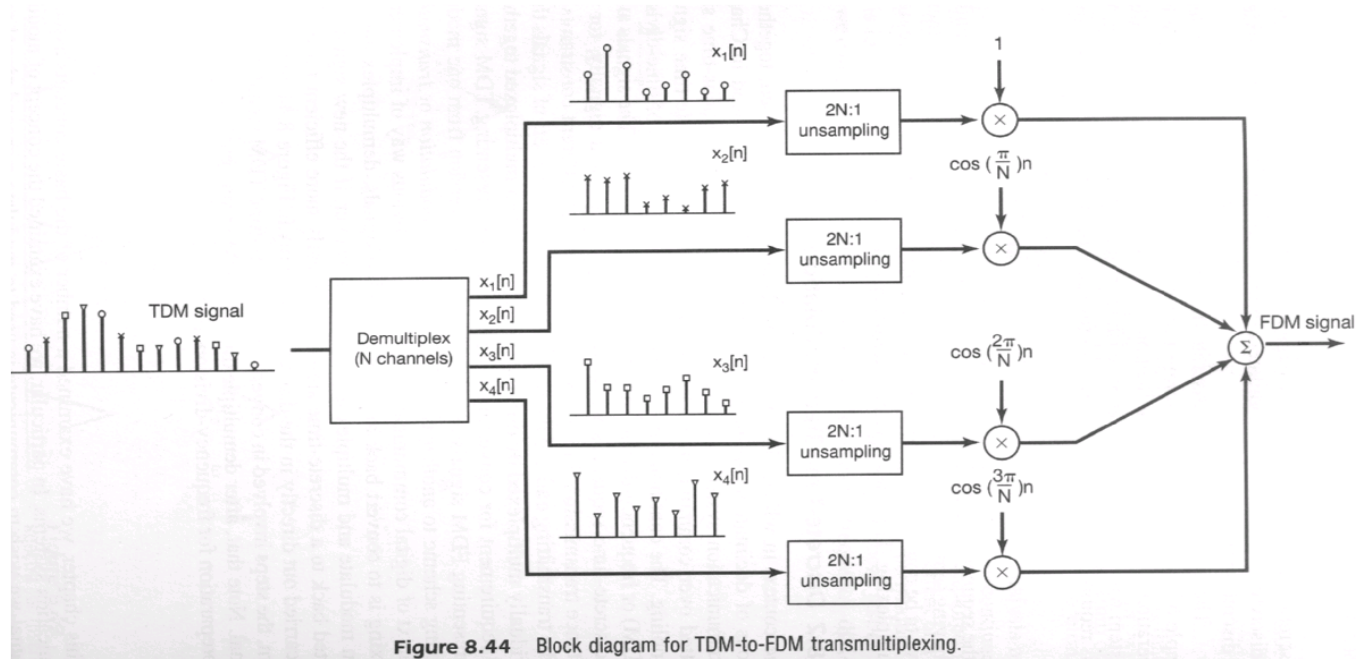 x₁[n]
1
2N:1
unsampling
x₂[n]
cos (π/N)n
2N:1
unsampling
TDM signal
Demultiplex
(N channels)
x₁[n]
x₂[n]
x₃[n]
x₄[n]
x₃[n]
cos (2π/N)n
2N:1
unsampling
Σ
FDM signal
x₄[n]
cos (3π/N)n
2N:1
unsampling
Figure 8.44 Block diagram for TDM-to-FDM transmultiplexing.